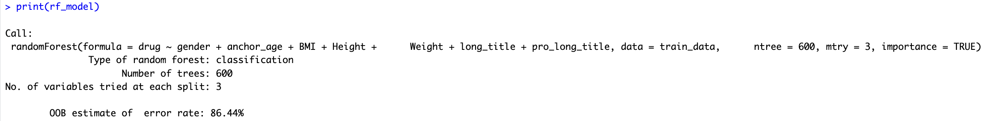 > print(rf_model)
Call:
randomForest(formula = drug ~ gender + anchor_age + BMI + Height +      Weight + long_title + pro_long_title, data = train_data,      ntree = 600, mtry = 3, importance = TRUE)
Type of random forest: classification
Number of trees: 600
No. of variables tried at each split: 3
OOB estimate of  error rate: 86.44%